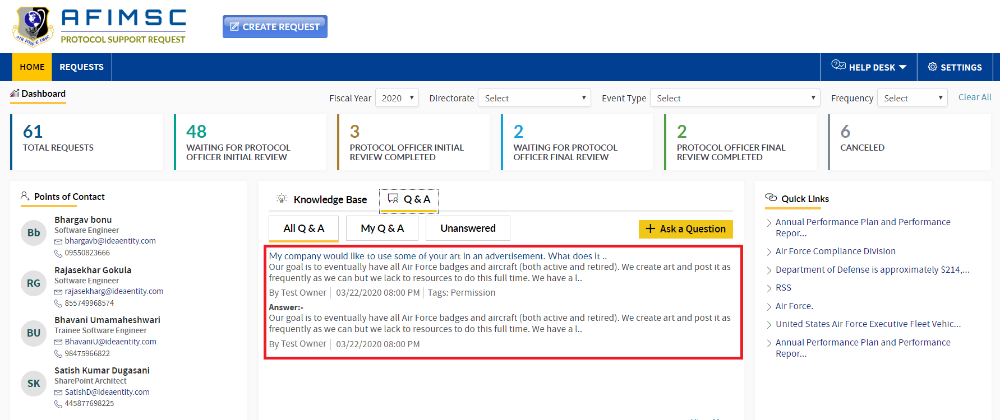 AFIMSC
PROTOCOL SUPPORT REQUEST
AIR FORCE IMSC
CREATE REQUEST
HOME
REQUESTS
HELP DESK
SETTINGS
Dashboard
Fiscal Year
2020
Directorate
Select
Event Type
Select
Frequency
Select
Clear All
61
TOTAL REQUESTS
48
WAITING FOR PROTOCOL
OFFICER INITIAL REVIEW
3
PROTOCOL OFFICER INITIAL
REVIEW COMPLETED
2
WAITING FOR PROTOCOL
OFFICER FINAL REVIEW
2
PROTOCOL OFFICER FINAL
REVIEW COMPLETED
6
CANCELED
Points of Contact
Bb
Bhargav bonu
Software Engineer
bhargavb@ideaentity.com
09550823666
RG
Rajasekhar Gokula
Software Engineer
rajasekharg@ideaentity.com
855749968574
BU
Bhavani Umamaheshwari
Trainee Software Engineer
BhavaniU@ideaentity.com
98475966822
SK
Satish Kumar Dugasani
SharePoint Architect
SatishD@ideaentity.com
445877698225
Knowledge Base
Q & A
All Q & A
My Q & A
Unanswered
+ Ask a Question
My company would like to use some of your art in an advertisement. What does it ..
Our goal is to eventually have all Air Force badges and aircraft (both active and retired). We create art and post it as
frequently as we can but we lack to resources to do this full time. We have a l..
By Test Owner
03/22/2020 08:00 PM
Tags: Permission
Answer:-
Our goal is to eventually have all Air Force badges and aircraft (both active and retired). We create art and post it as
frequently as we can but we lack to resources to do this full time. We have a l..
By Test Owner
03/22/2020 08:00 PM
Quick Links
Annual Performance Plan and Performance
Repor...
Air Force Compliance Division
Department of Defense is approximately $214,...
RSS
Air Force.
United States Air Force Executive Fleet Vehic...
Annual Performance Plan and Performance
Repor...